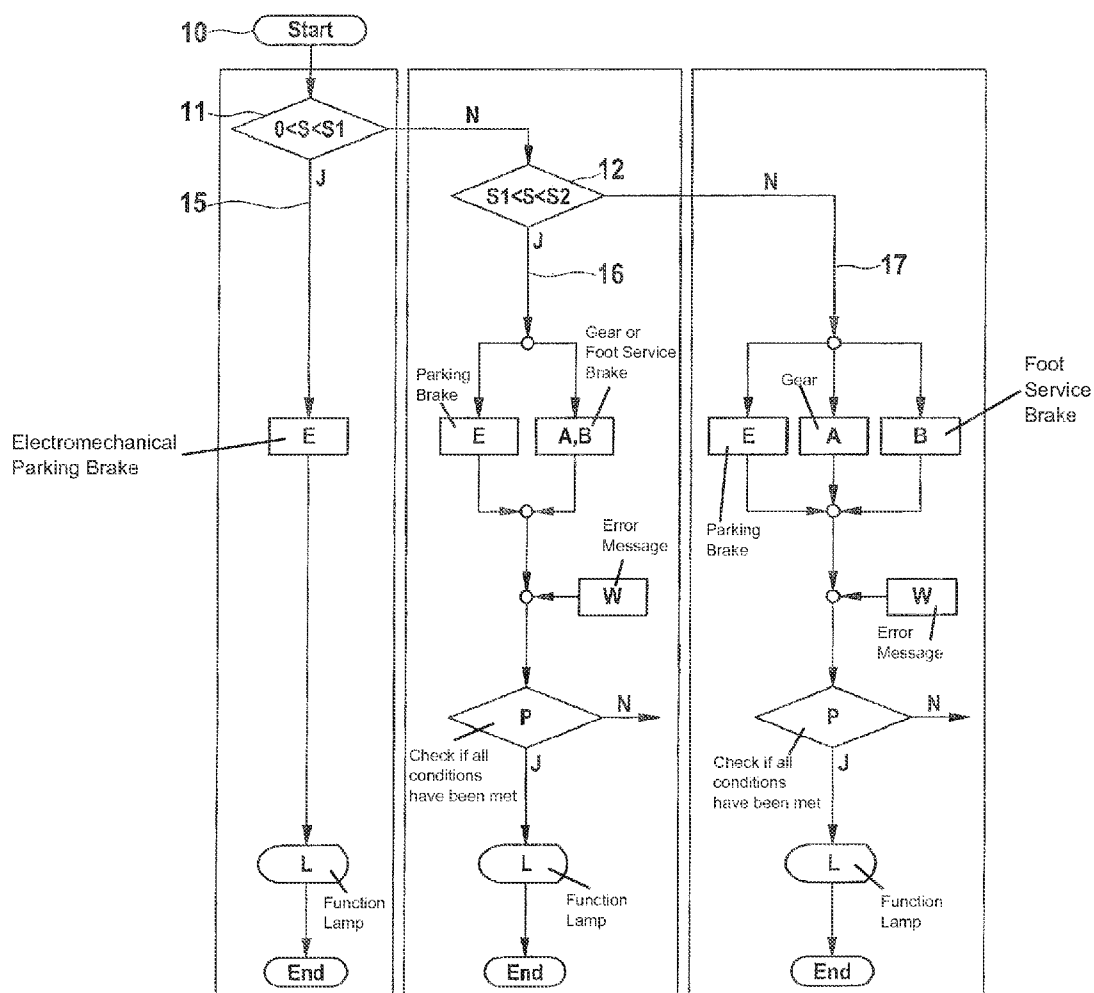 10
Start
11
0<S<S1
N
J
15
12
S1<S<S2
N
J
16
17
Gear or
Foot Service
Brake
Parking
Brake
E
A,B
Gear
Foot
Service
Brake
E
A
B
Electromechanical
Parking Brake
E
Parking
Brake
Error
Message
W
W
Error
Message
P
N
Check if all
conditions
have been met
J
P
N
Check if all
conditions
have been met
J
L
Function
Lamp
L
Function
Lamp
L
Function
Lamp
End
End
End